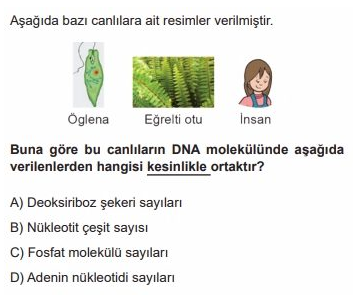 Aşağıda bazı canlılara ait resimler verilmiştir.
Öglena Eğrelti otu İnsan
Buna göre bu canlıların DNA molekülünde aşağıda
verilenlerden hangisi kesinlikle ortaktır?
A) Deoksiriboz şekeri sayıları
B) Nükleotit çeşit sayısı
C) Fosfat molekülü sayıları
D) Adenin nükleotidi sayıları